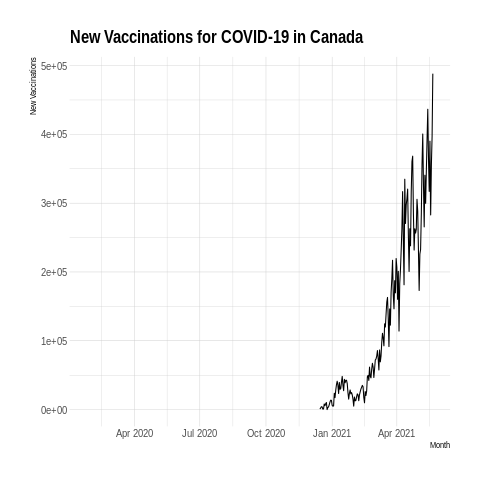 New Vaccinations for COVID-19 in Canada
New Vaccinations
5e+05
4e+05
3e+05
2e+05
1e+05
0e+00
Apr 2020 Jul 2020 Oct 2020 Jan 2021 Apr 2021
Month